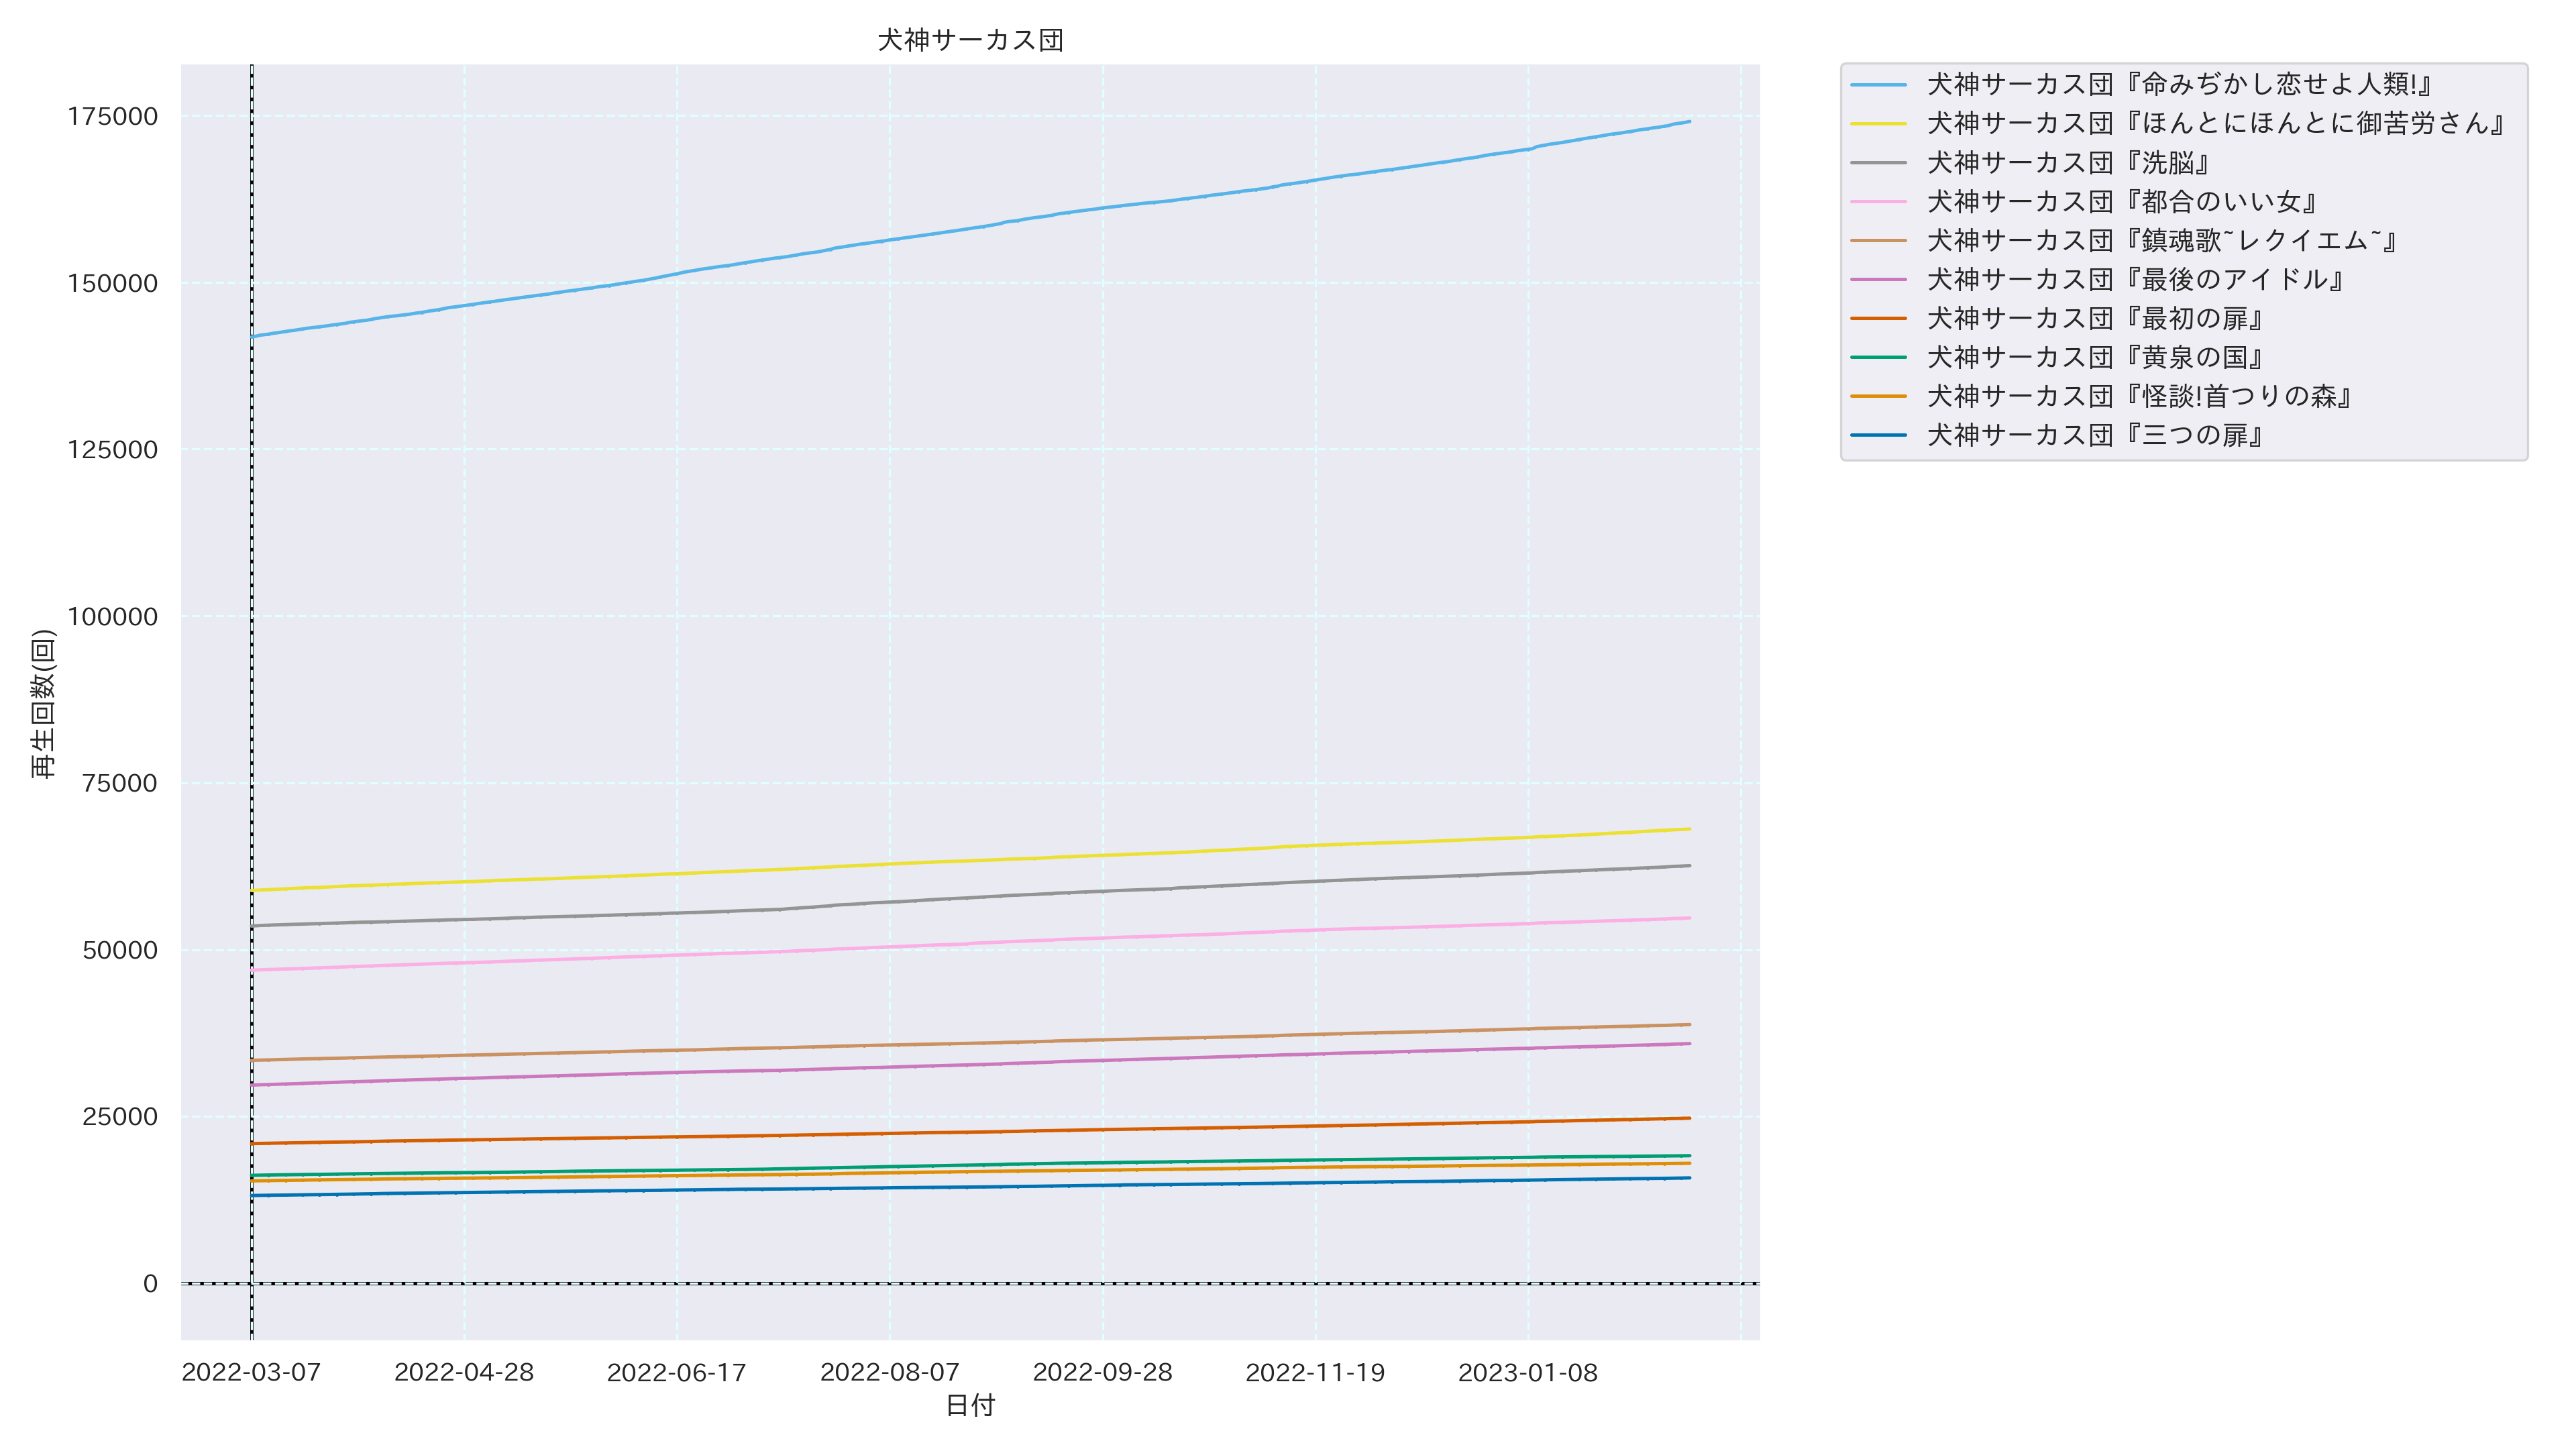 犬神サーカス団
175000
150000
125000
100000
75000
50000
25000
0
再生回数(回)
2022-03-07
2022-04-28
2022-06-17
2022-08-07
2022-09-28
2022-11-19
2023-01-08
日付
犬神サーカス団『命みぢかし恋せよ人類!』
犬神サーカス団『ほんとにほんとに御苦労さん』
犬神サーカス団『洗脳』
犬神サーカス団『都合のいい女』
犬神サーカス団『鎮魂歌~レクイエム~』
犬神サーカス団『最後のアイドル』
犬神サーカス団『最初の扉』
犬神サーカス団『黄泉の国』
犬神サーカス団『怪談!首つりの森』
犬神サーカス団『三つの扉』